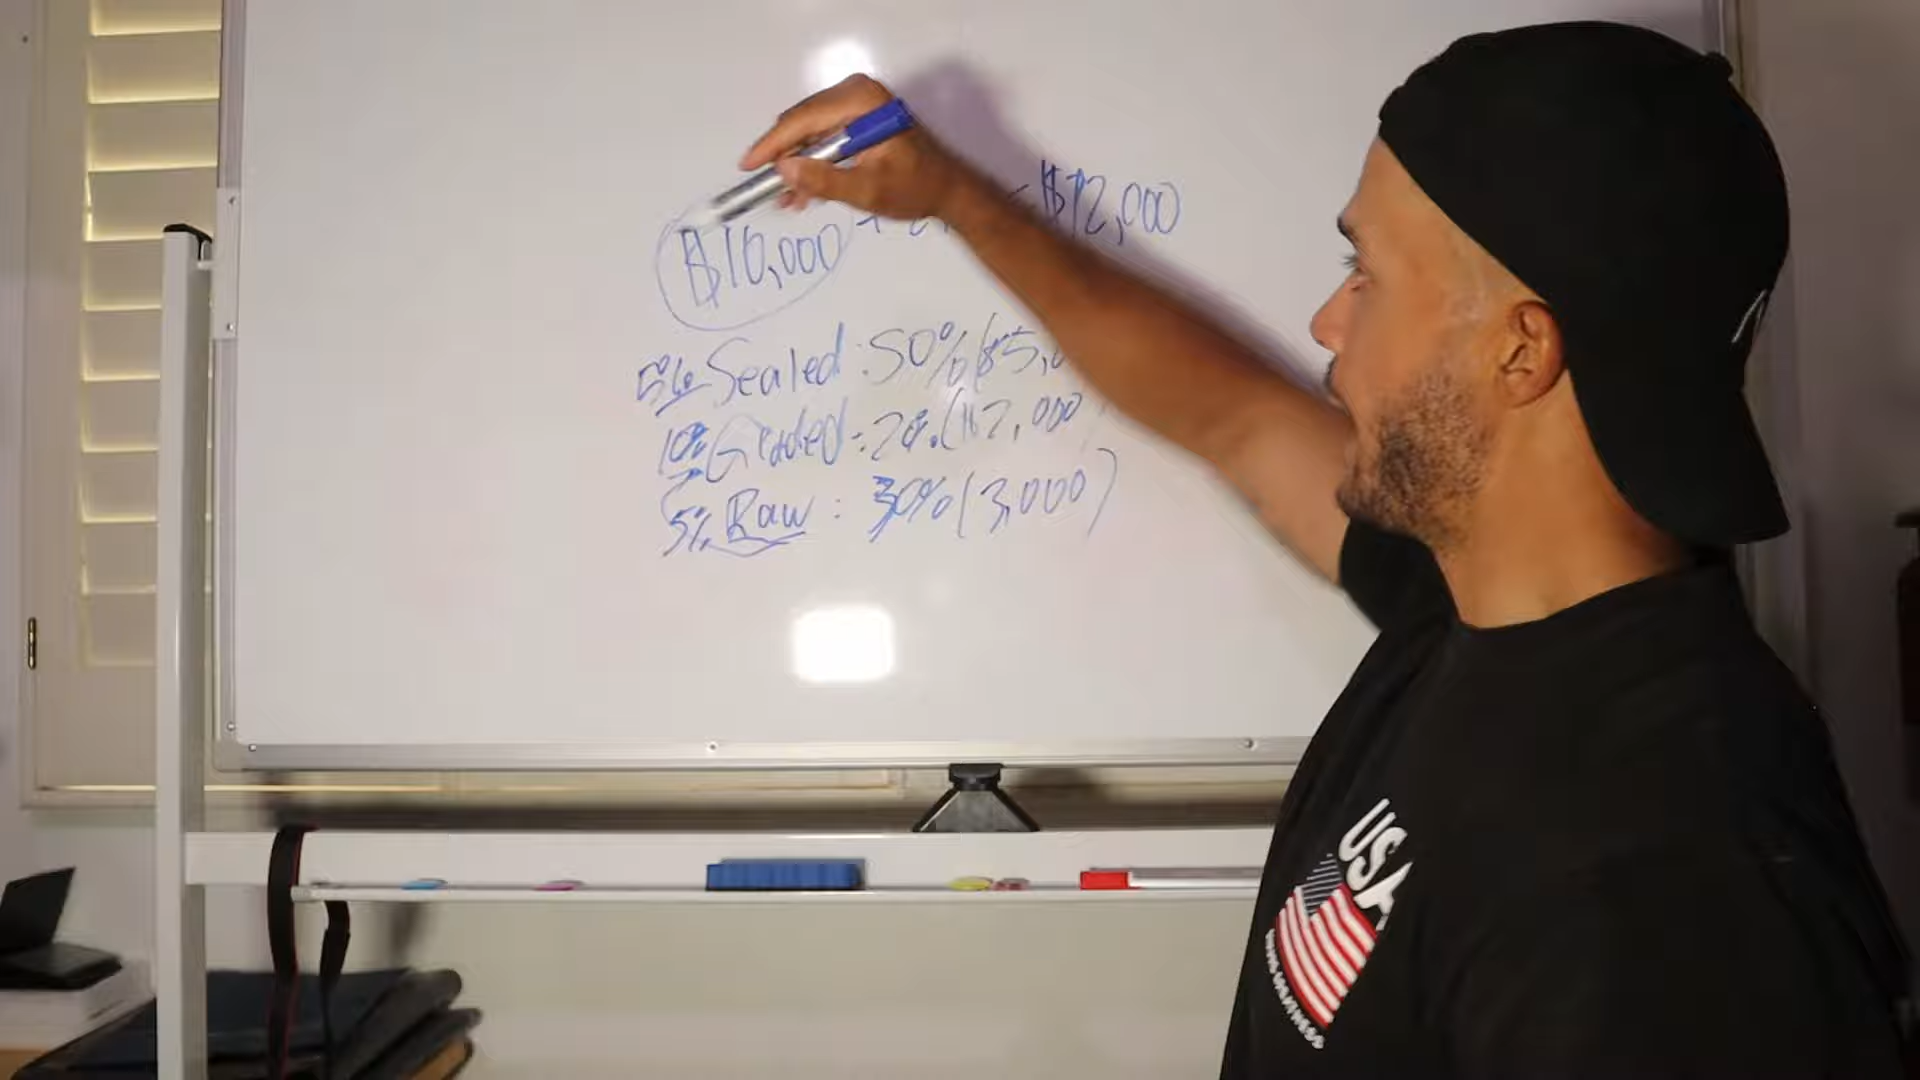 $10,000 + 2, = $12,000
5% Sealed : 50% ($5,0
10% Graded : 20% ($2,000
5% Raw : 30% (3,000)
USA